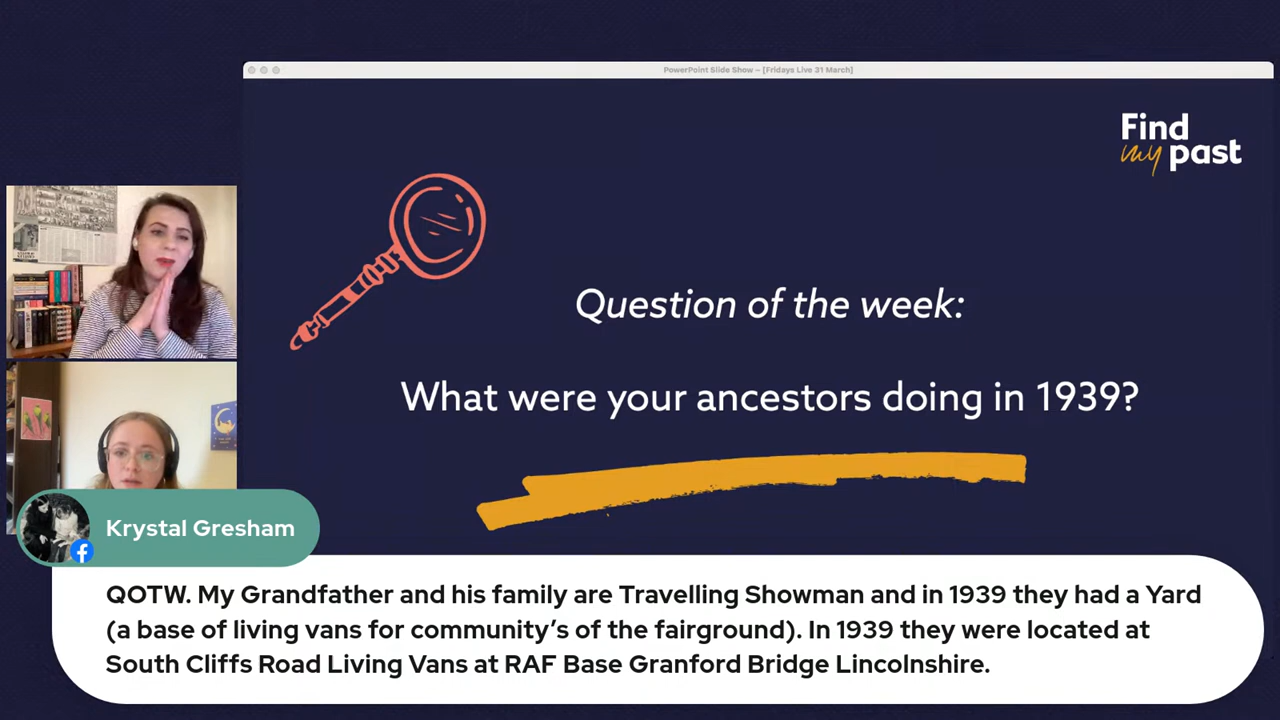 PowerPoint Slide Show – [Fridays Live 31 March]
Find
my past
Question of the week:
What were your ancestors doing in 1939?
Krystal Gresham
QOTW. My Grandfather and his family are Travelling Showman and in 1939 they had a Yard
(a base of living vans for community’s of the fairground). In 1939 they were located at
South Cliffs Road Living Vans at RAF Base Granford Bridge Lincolnshire.